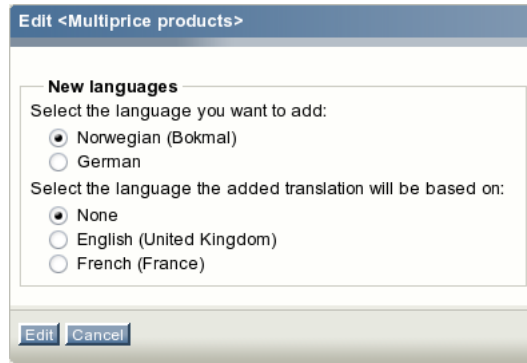 Edit <Multiprice products>
New languages
Select the language you want to add:
Norwegian (Bokmal)
German
Select the language the added translation will be based on:
None
English (United Kingdom)
French (France)
Edit Cancel